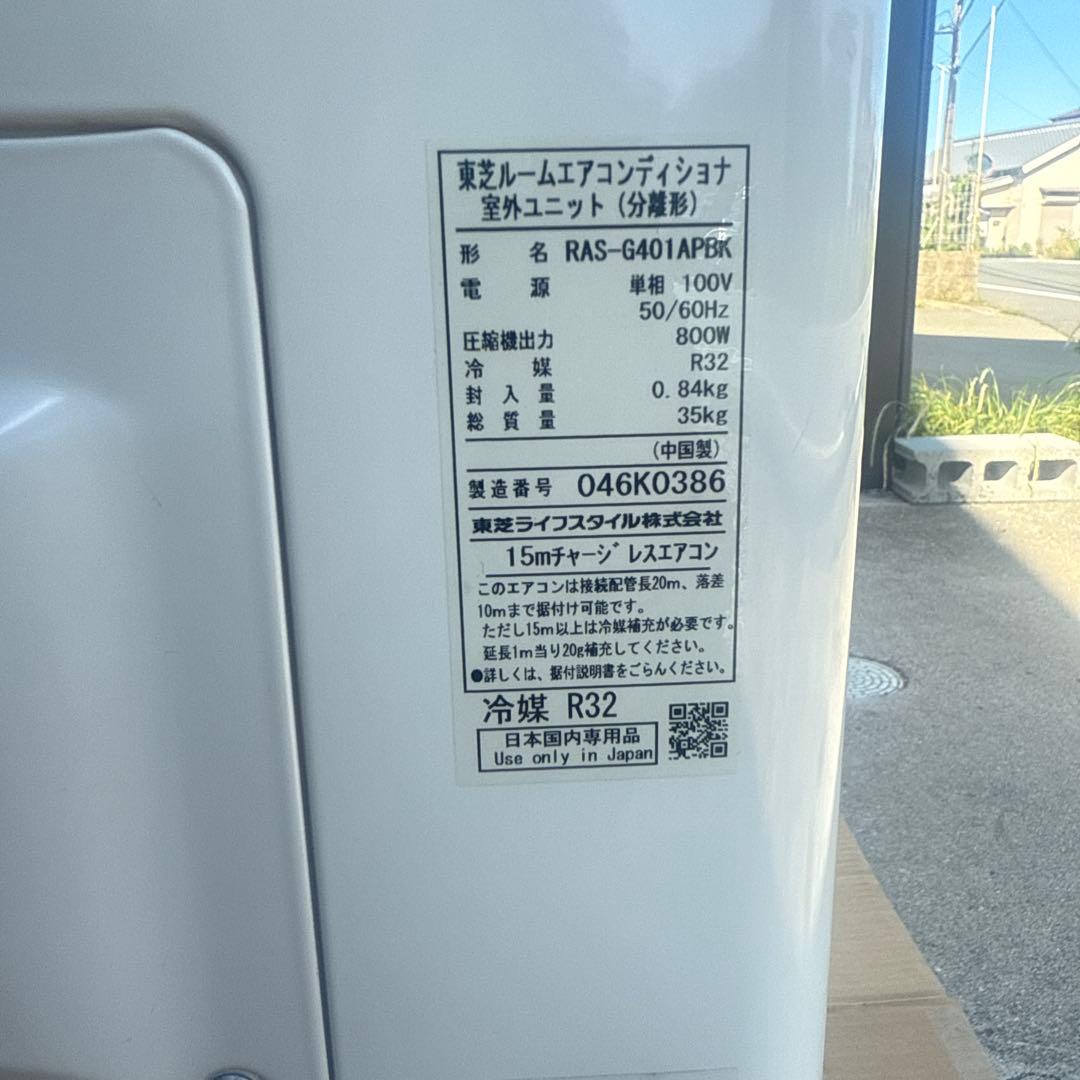 東芝ルームエアコンディショナ
室外ユニット（分離形）
形 名 RAS-G401APBK
電 源 単相 100V
50/60Hz
圧縮機出力 800W
冷 媒 R32
封 入 量 0.84kg
総 質 量 35kg
（中国製）
製造番号 046K0386
東芝ライフスタイル株式会社
15mチャージﾞレスエアコン
このエアコンは接続配管長20m、落差
10mまで据付け可能です。
ただし15m以上は冷媒補充が必要です。
延長1m当り20g補充してください。
●詳しくは、据付説明書をごらんください。
冷媒 R32
日本国内専用品
Use only in Japan